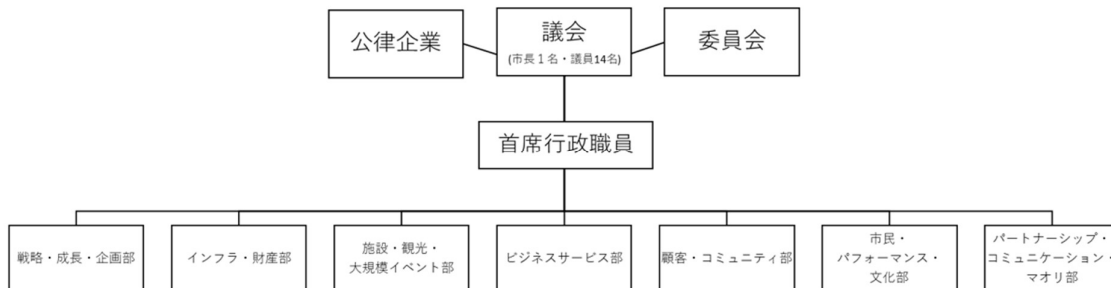 公律企業
議会
(市長１名・議員14名)
委員会
首席行政職員
戦略・成長・企画部
インフラ・財産部
施設・観光・
大規模イベント部
ビジネスサービス部
顧客・コミュニティ部
市民・
パフォーマンス・
文化部
パートナーシップ・
コミュニケーション・
マオリ部